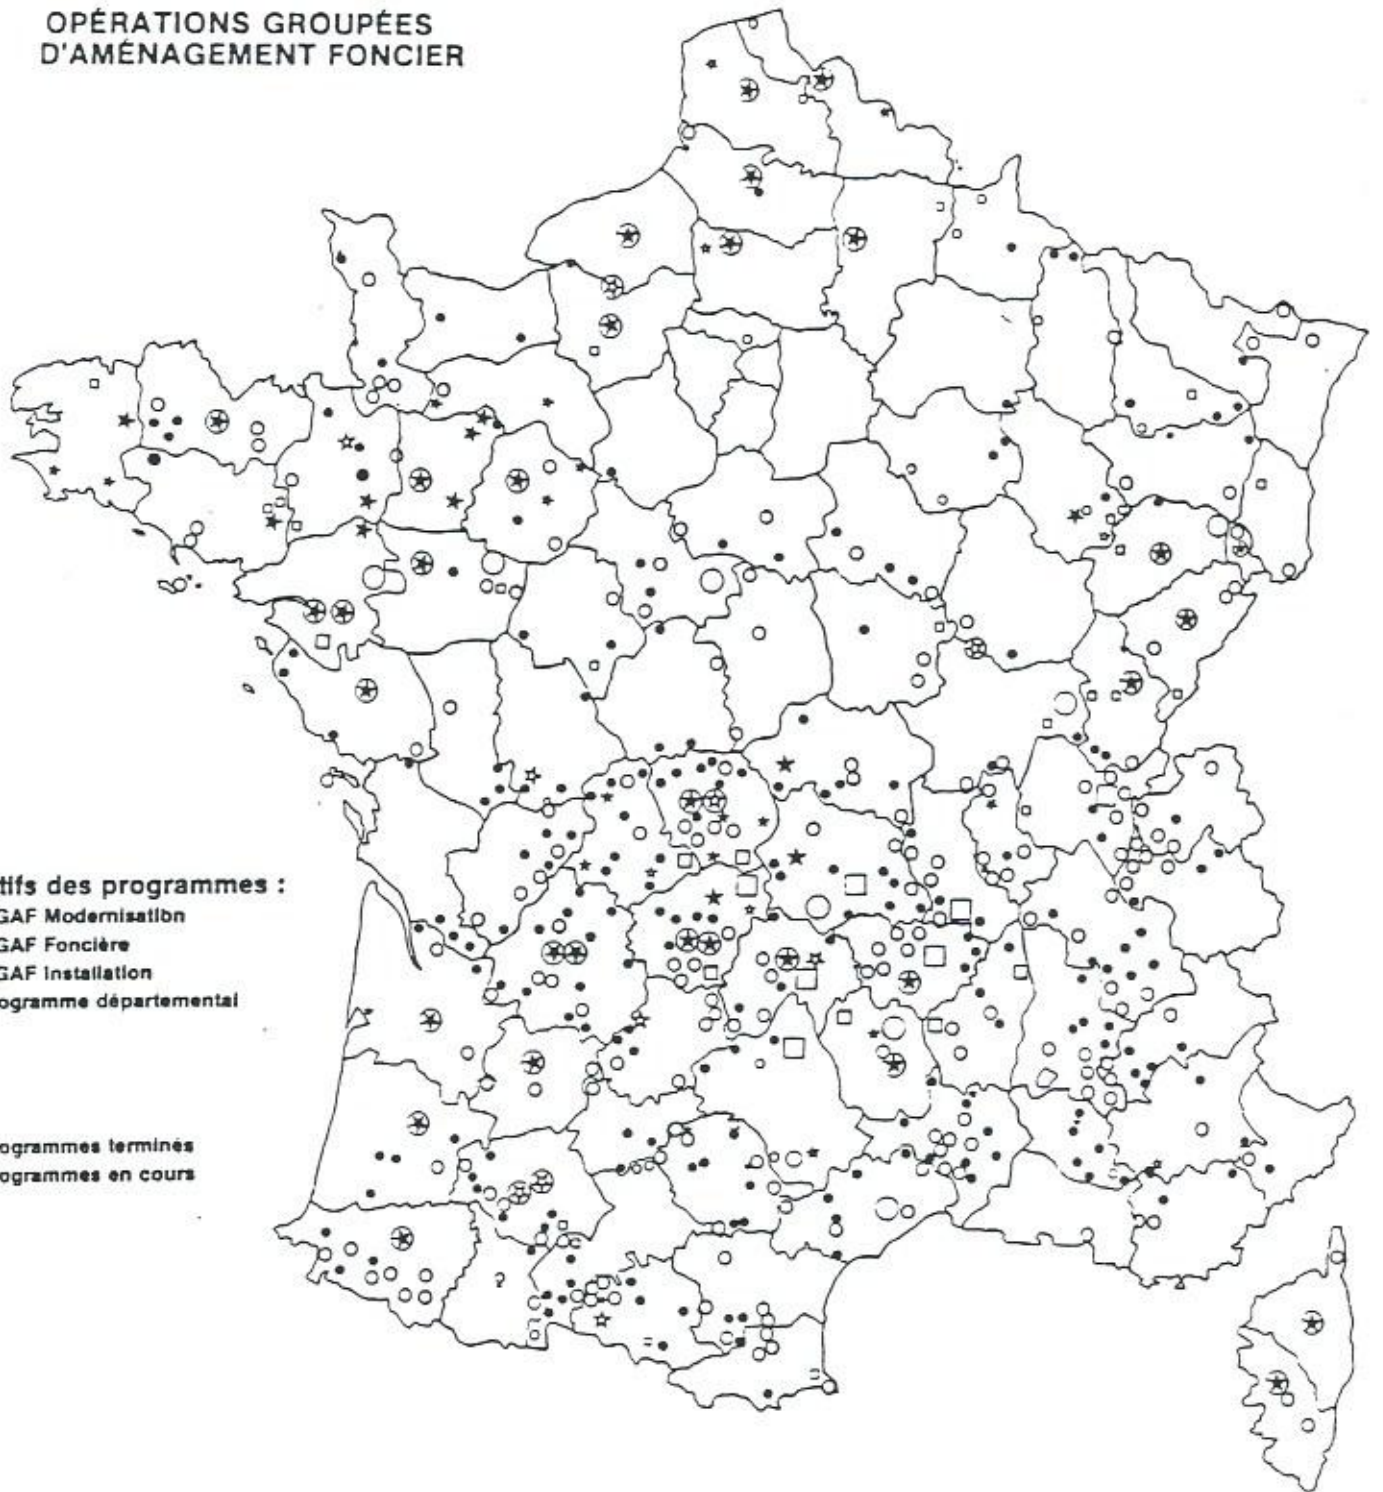 OPÉRATIONS GROUPÉES
D'AMÉNAGEMENT FONCIER
tifs des programmes :
GAF Modernisation
GAF Foncière
GAF Installation
ogramme départemental
ogrammes terminés
ogrammes en cours